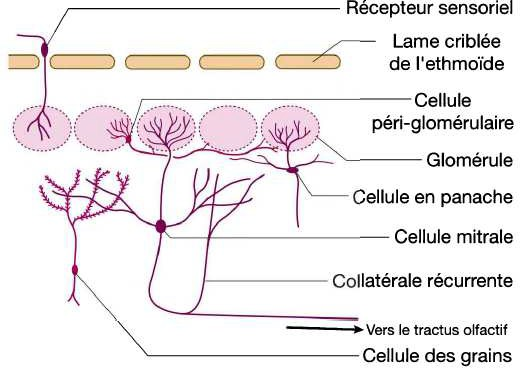 Récepteur sensoriel
Lame criblée
de l'ethmoïde
Cellule
péri-glomérulaire
Glomérule
Cellule en panache
Cellule mitrale
Collatérale récurrente
Vers le tractus olfactif
Cellule des grains